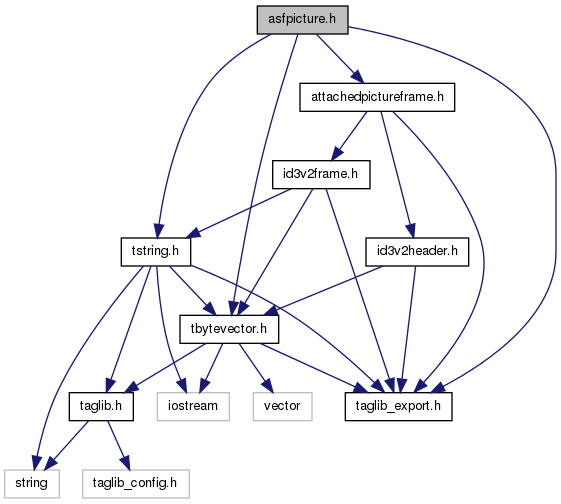 asfpicture.h
attachedpictureframe.h
id3v2frame.h
tstring.h
id3v2header.h
tbytevector.h
taglib.h
iostream
vector
taglib_export.h
string
taglib_config.h